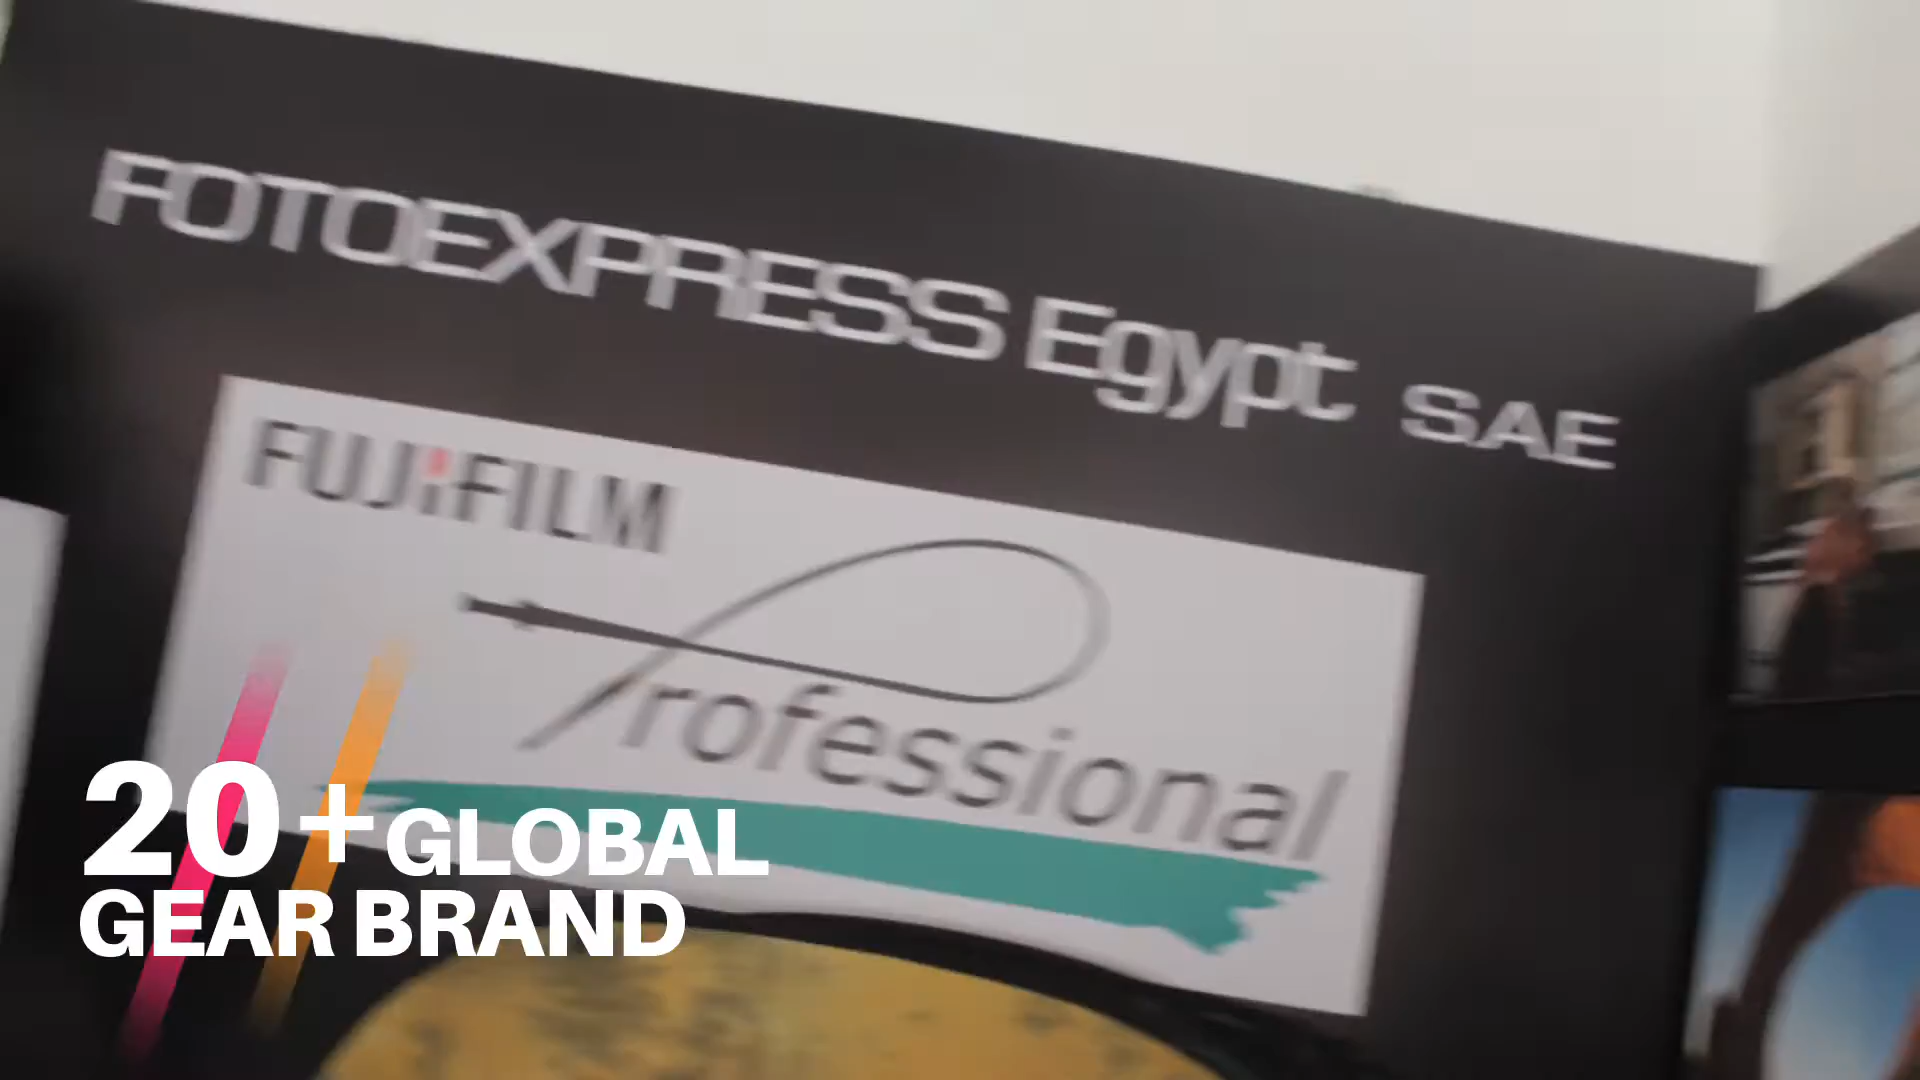 FOTOEXPRESS Egypt SAE
FUJIFILM
Professional
20+ GLOBAL
GEAR BRAND